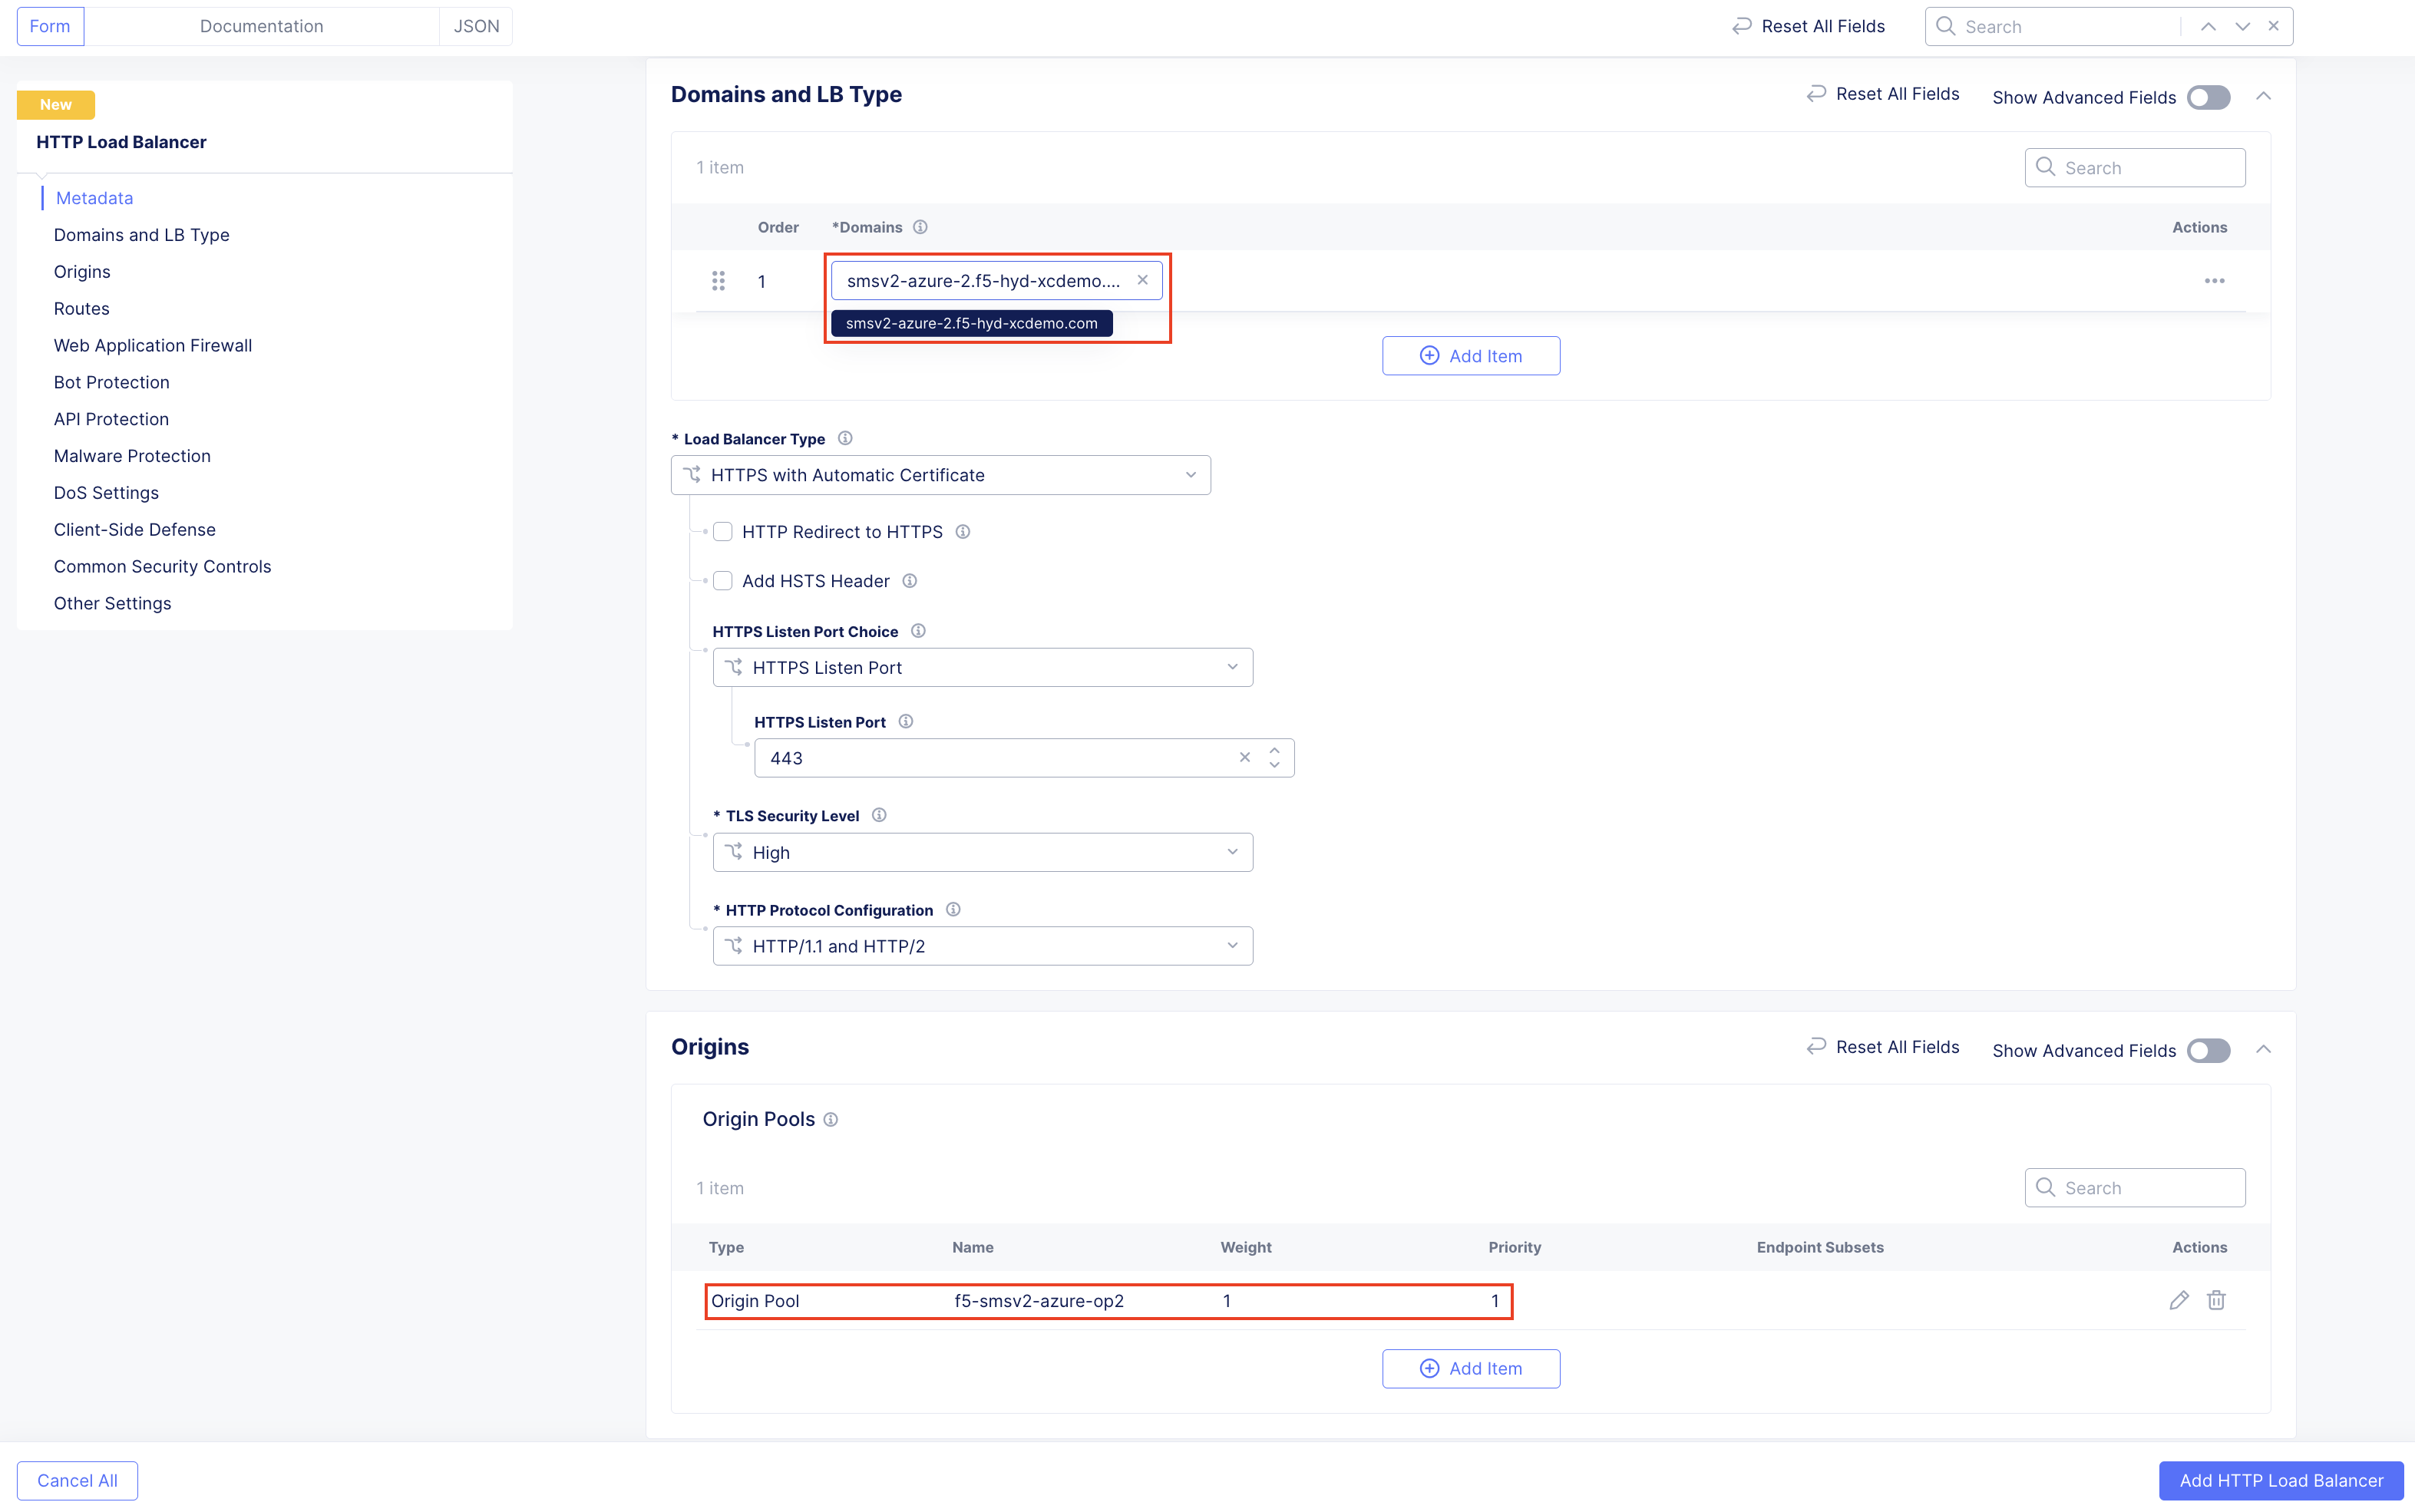 Form Documentation JSON Reset All Fields Search
New
HTTP Load Balancer
Metadata
Domains and LB Type
Origins
Routes
Web Application Firewall
Bot Protection
API Protection
Malware Protection
DoS Settings
Client-Side Defense
Common Security Controls
Other Settings
Domains and LB Type Reset All Fields Show Advanced Fields
1 item Search
Order *Domains Actions
1 smsv2-azure-2.f5-hyd-xcdemo....
smsv2-azure-2.f5-hyd-xcdemo.com
Add Item
* Load Balancer Type
HTTPS with Automatic Certificate
HTTP Redirect to HTTPS
Add HSTS Header
HTTPS Listen Port Choice
HTTPS Listen Port
HTTPS Listen Port
443
* TLS Security Level
High
* HTTP Protocol Configuration
HTTP/1.1 and HTTP/2
Origins Reset All Fields Show Advanced Fields
Origin Pools
1 item Search
Type Name Weight Priority Endpoint Subsets Actions
Origin Pool f5-smsv2-azure-op2 1 1
Add Item
Cancel All Add HTTP Load Balancer